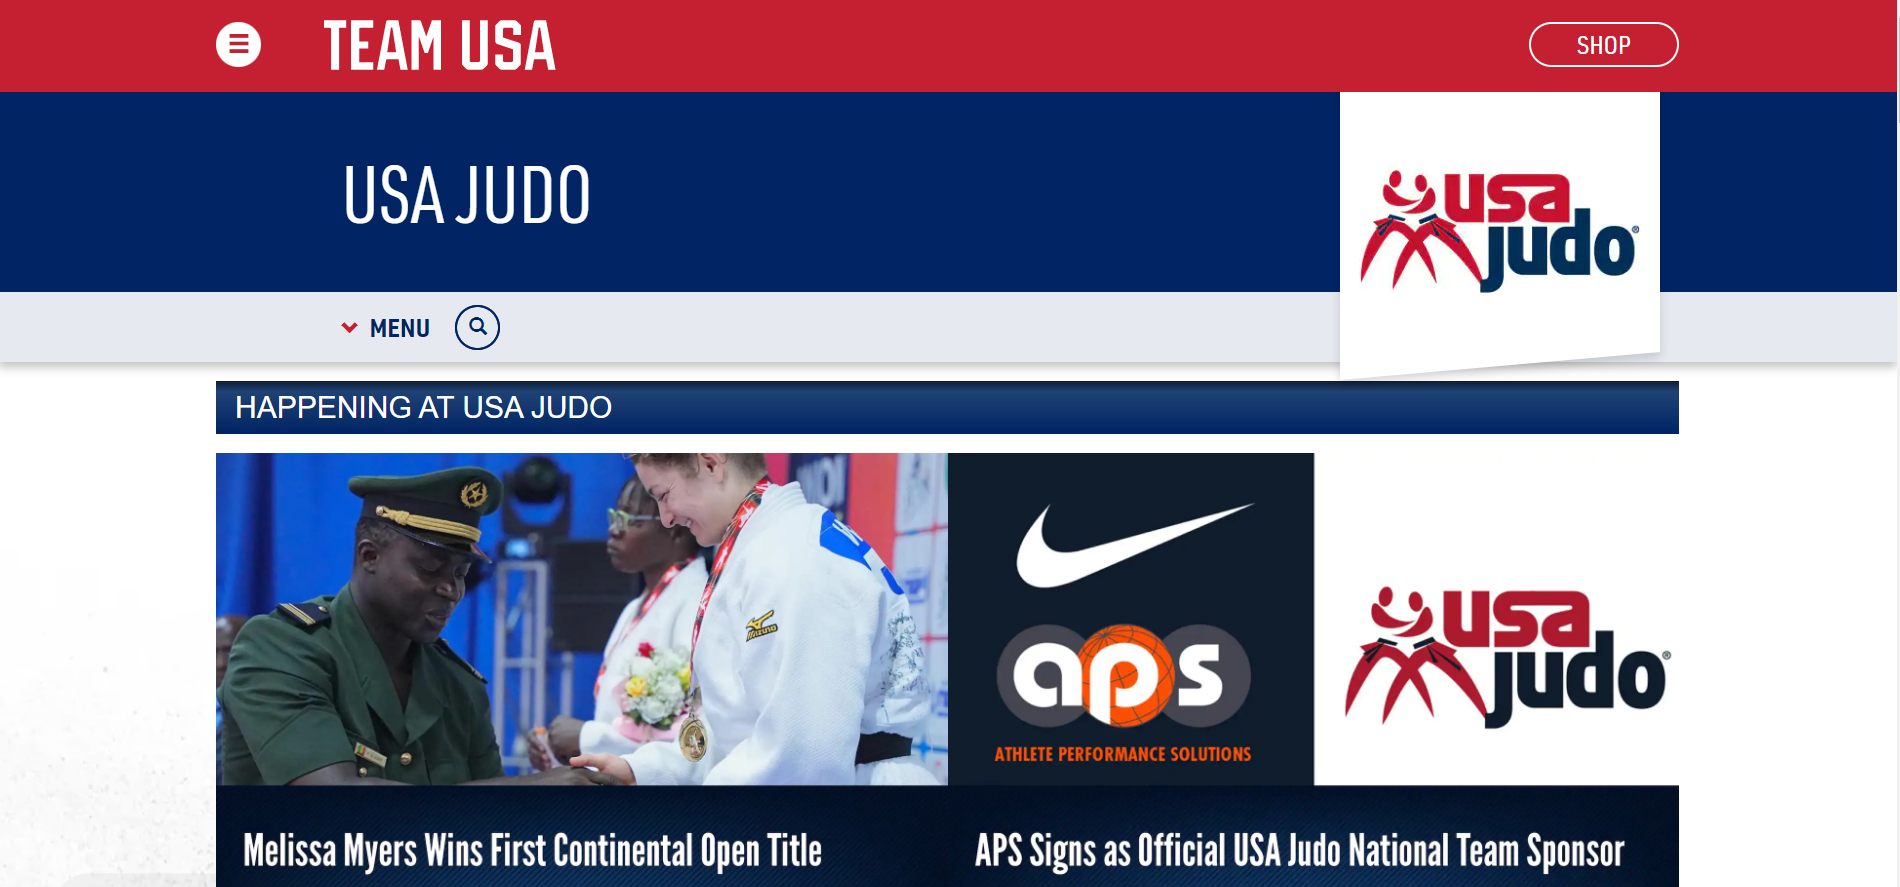 TEAM USA
SHOP
USA JUDO
usa
judo®
MENU
HAPPENING AT USA JUDO
MIZUNO
aps
ATHLETE PERFORMANCE SOLUTIONS
usa
judo®
Melissa Myers Wins First Continental Open Title
APS Signs as Official USA Judo National Team Sponsor